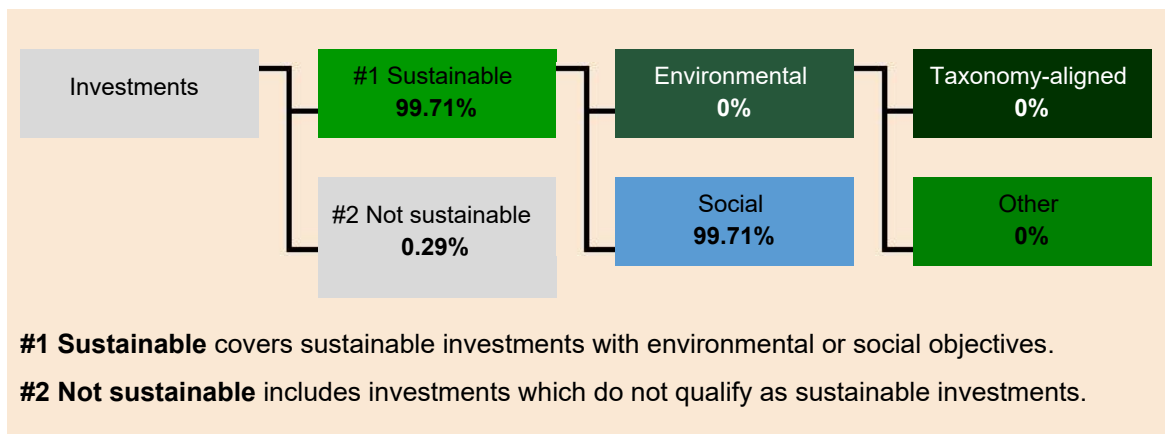 Investments
#1 Sustainable
99.71%
#2 Not sustainable
0.29%
Environmental
0%
Social
99.71%
Taxonomy-aligned
0%
Other
0%
#1 Sustainable covers sustainable investments with environmental or social objectives.
#2 Not sustainable includes investments which do not qualify as sustainable investments.